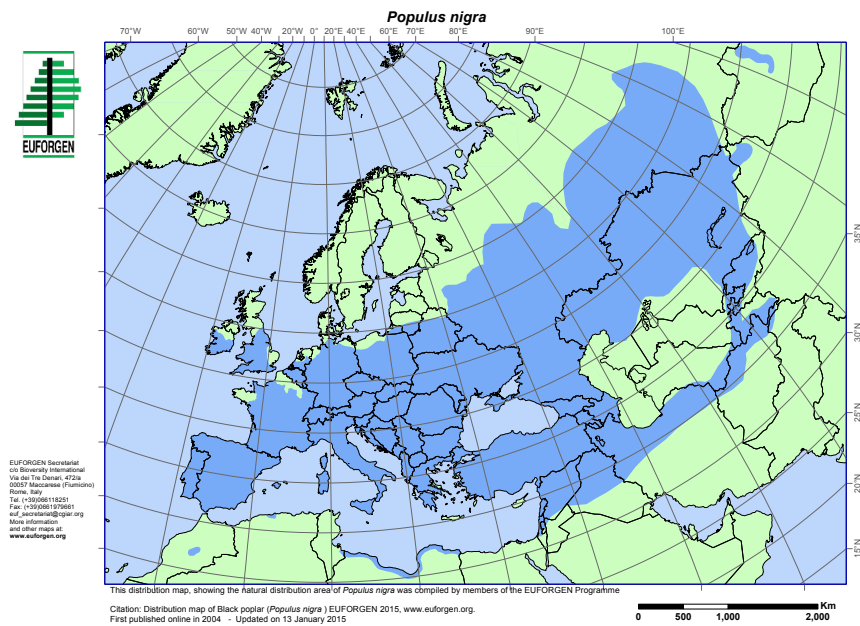 Populus nigra
70°W
60°W
50°W
40°W
30°W
20°W
10°W
0°
10°E
20°E
40°E
60°E
70°E
80°E
90°E
100°E
EUFORGEN
35°N
30°N
25°N
20°N
15°N
EUFORGEN Secretariat
c/o Bioversity International
Via dei Tre Denari, 472/a
00057 Maccarese (Fiumicino)
Rome, Italy
Tel. (+39)066118251
Fax: (+39)0661979661
euf_secretariat@cgiar.org
More information
and other maps at:
www.euforgen.org
This distribution map, showing the natural distribution area of Populus nigra was compiled by members of the EUFORGEN Programme
Citation: Distribution map of Black poplar (Populus nigra ) EUFORGEN 2015, www.euforgen.org.
First published online in 2004 - Updated on 13 January 2015
Km
0 500 1,000 2,000